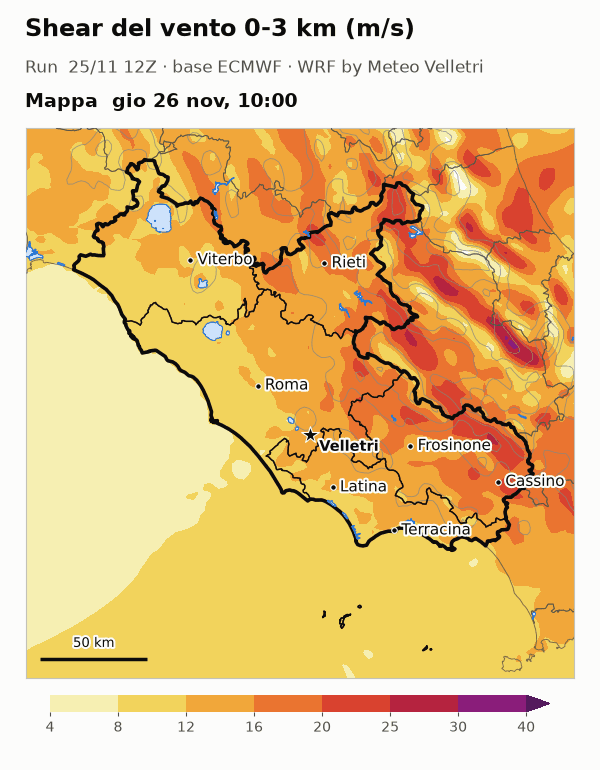 Shear del vento 0-3 km (m/s)
Run  25/11 12Z · base ECMWF · WRF by Meteo Velletri
Mappa  gio 26 nov, 10:00
Viterbo
Rieti
Roma
Velletri
Frosinone
Cassino
Latina
Terracina
50 km
4 8 12 16 20 25 30 40